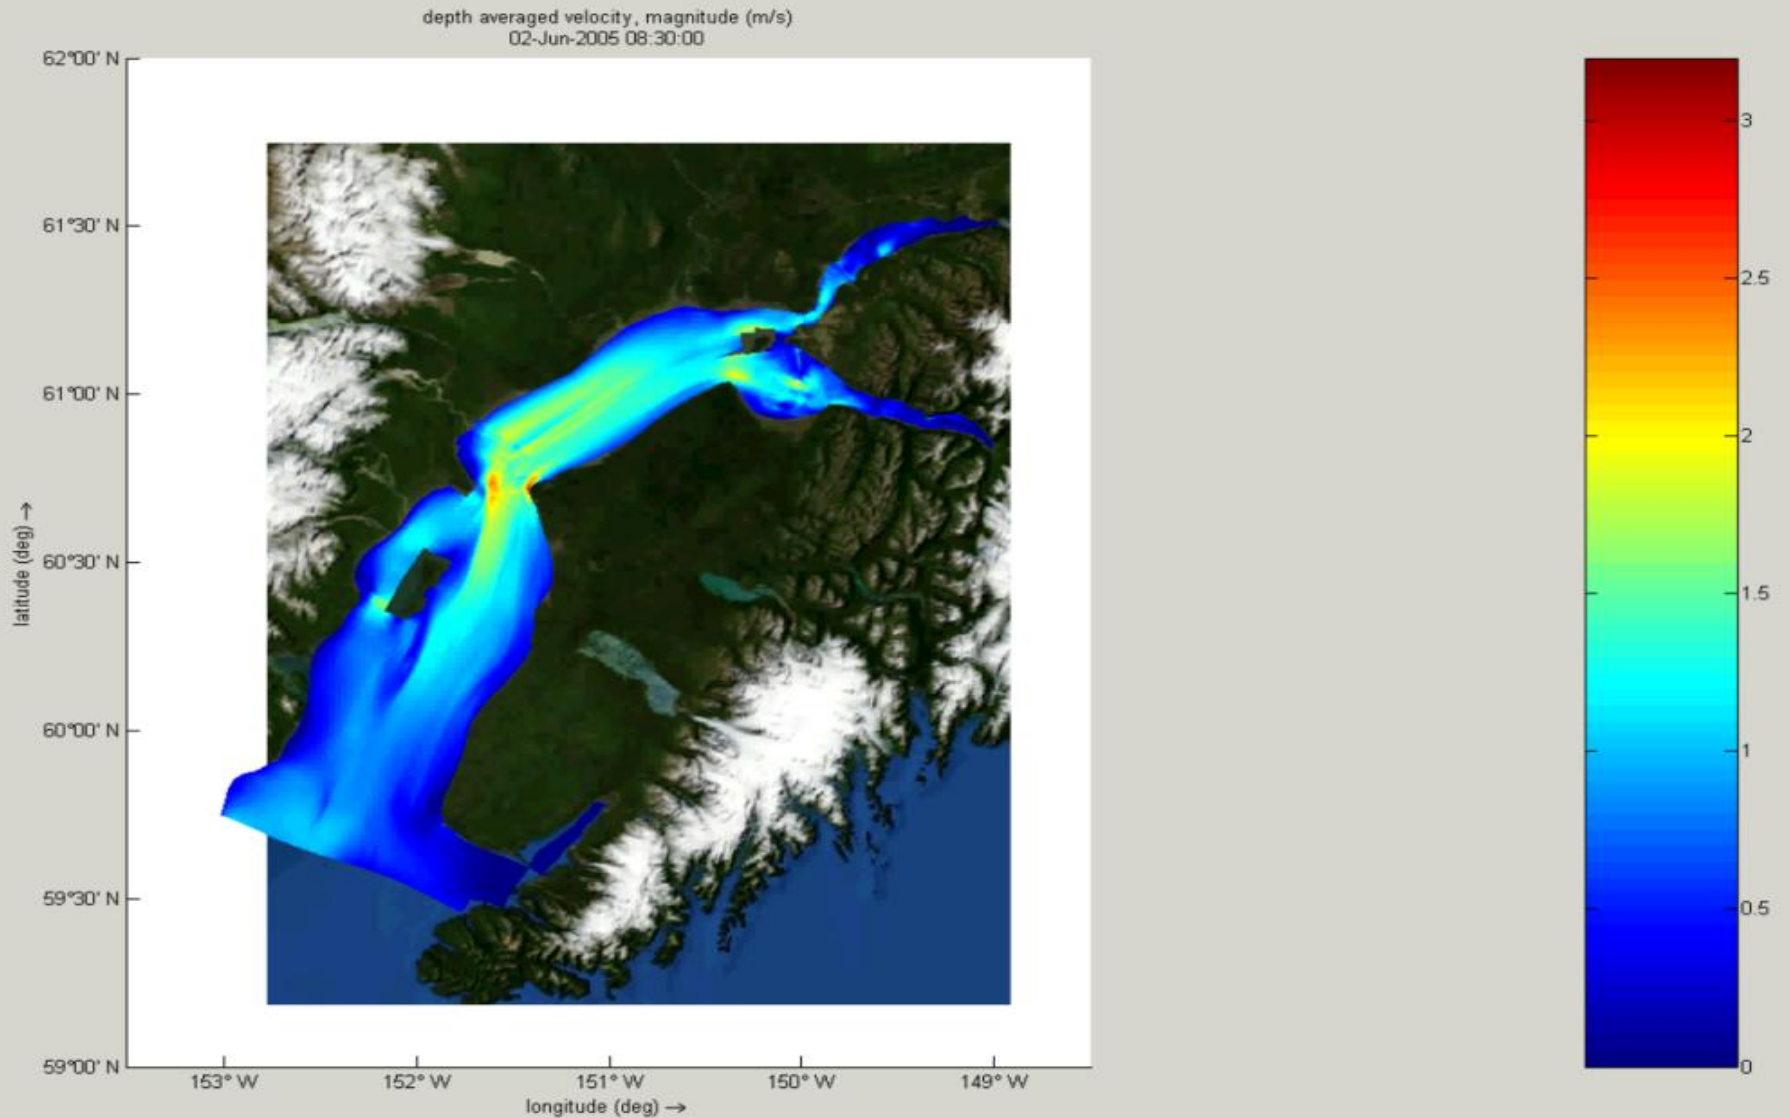 depth averaged velocity, magnitude (m/s)
02-Jun-2005 08:30:00
62°00' N
61°30' N
61°00' N
60°30' N
60°00' N
59°30' N
59°00' N
latitude (deg) →
153° W 152° W 151° W 150° W 149° W
longitude (deg) →
3
2.5
2
1.5
1
0.5
0